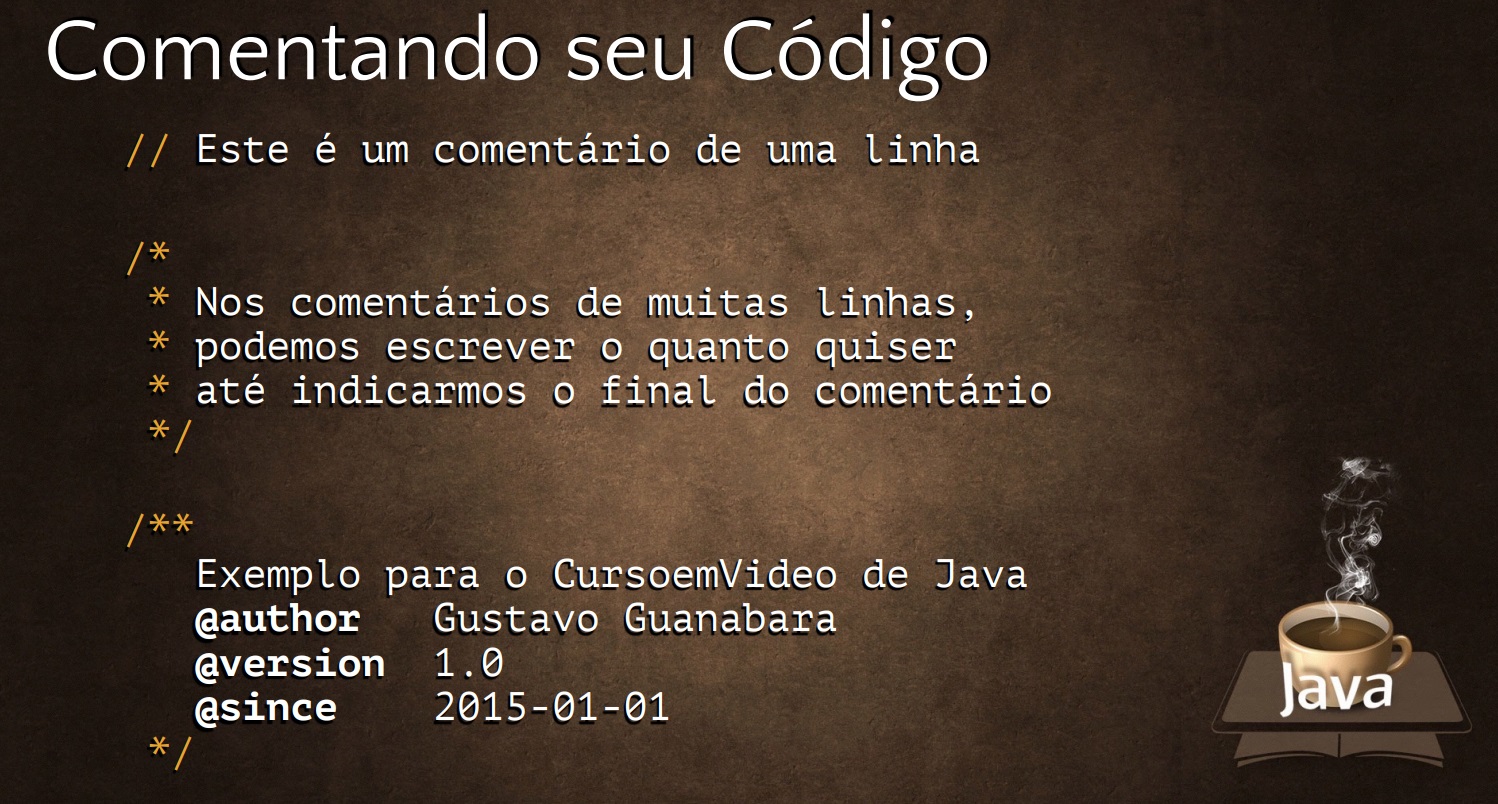 Comentando seu Código
// Este é um comentário de uma linha
/*
* Nos comentários de muitas linhas,
* podemos escrever o quanto quiser
* até indicarmos o final do comentário
*/
/**
Exemplo para o CursoemVideo de Java
@author Gustavo Guanabara
@version 1.0
@since 2015-01-01
*/
Java